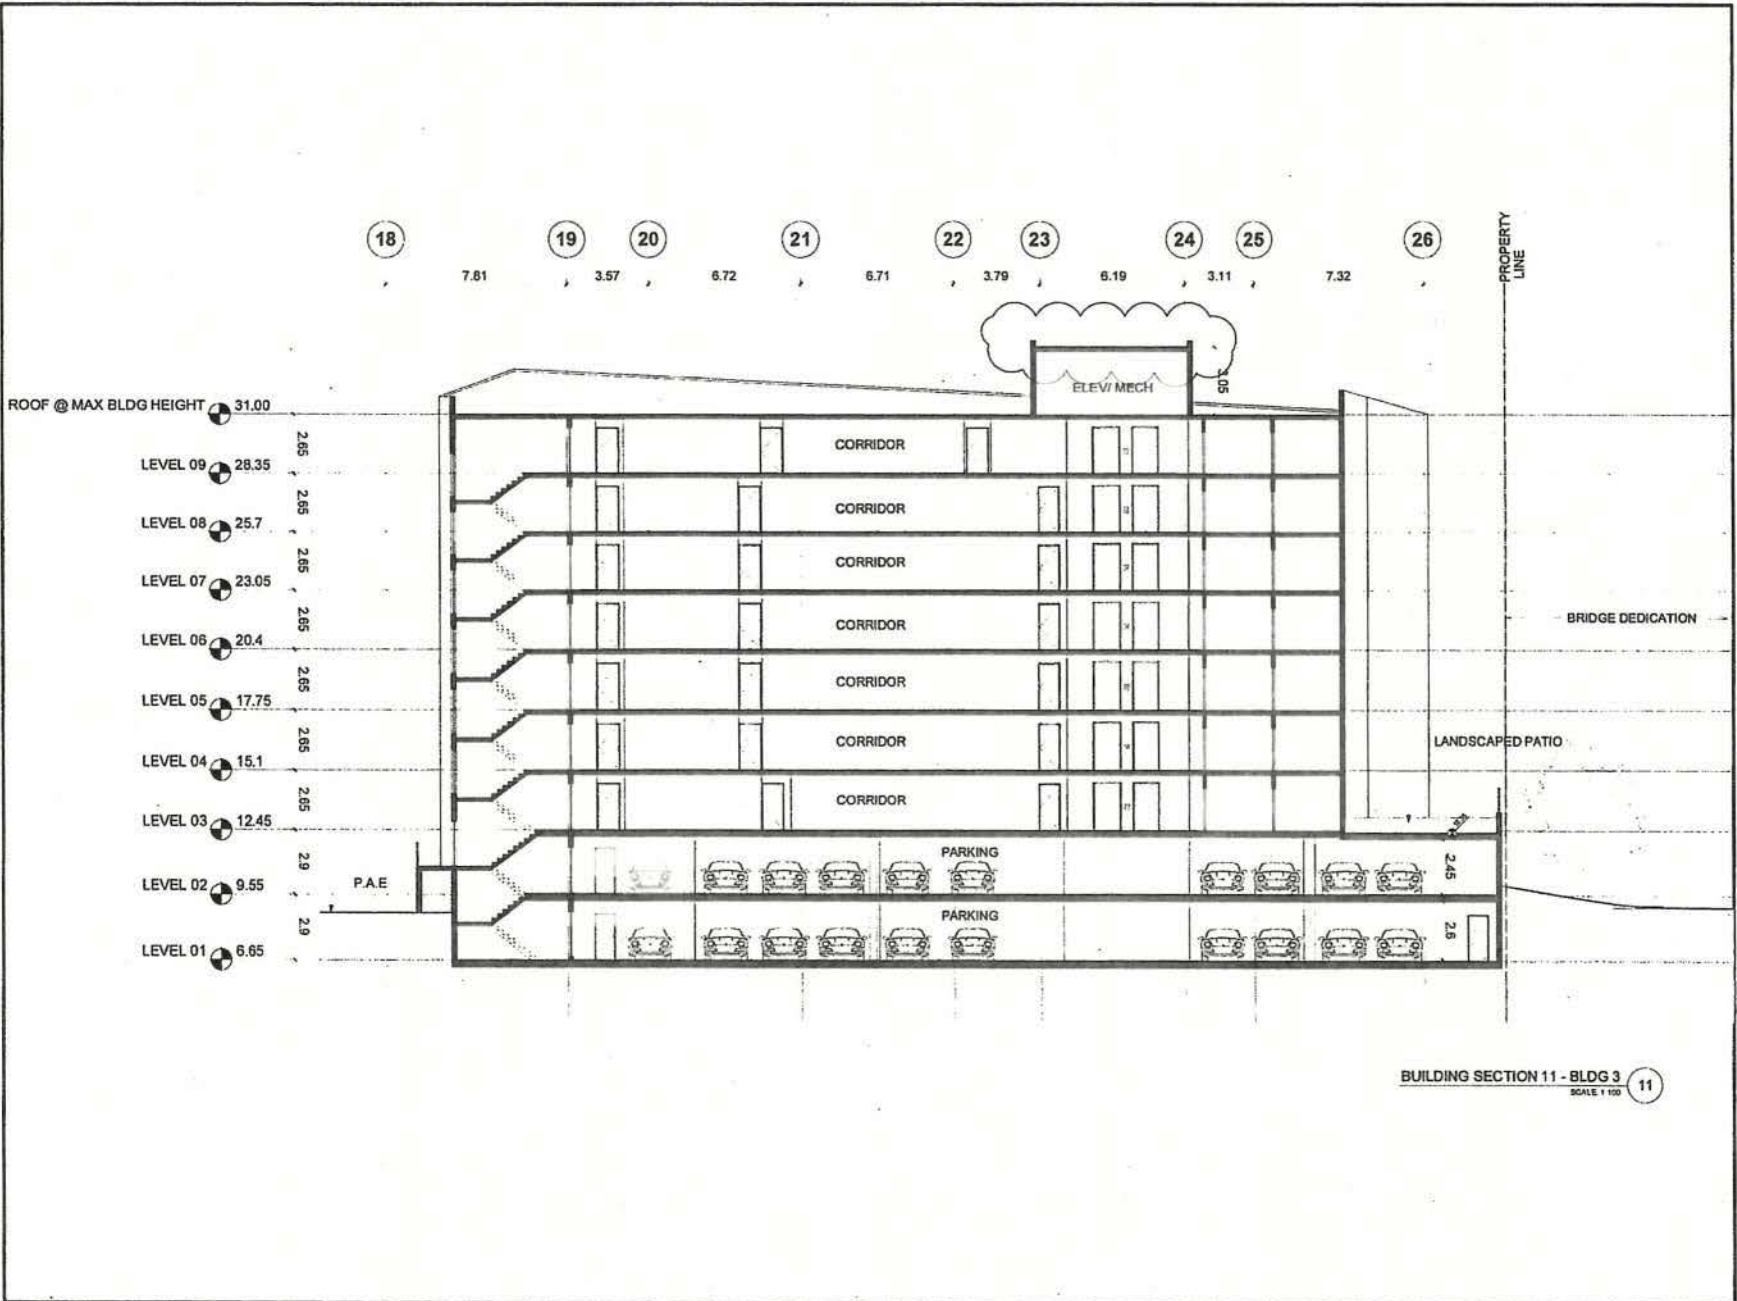 18 19 20 21 22 23 24 25 26
PROPERTY
LINE
7.81 3.57 6.72 6.71 3.79 6.19 3.11 7.32
ELEV/ MECH
ROOF @ MAX BLDG HEIGHT 31.00
2.65
CORRIDOR
LEVEL 09 28.35
2.65
CORRIDOR
LEVEL 08 25.7
2.65
CORRIDOR
LEVEL 07 23.05
2.65
CORRIDOR
BRIDGE DEDICATION
LEVEL 06 20.4
2.65
CORRIDOR
LEVEL 05 17.75
2.65
CORRIDOR
LANDSCAPED PATIO
LEVEL 04 15.1
2.65
CORRIDOR
LEVEL 03 12.45
2.9
PARKING
2.45
P.A.E
LEVEL 02 9.55
2.9
PARKING
2.6
LEVEL 01 6.65
BUILDING SECTION 11 - BLDG 3
11
SCALE 1 100